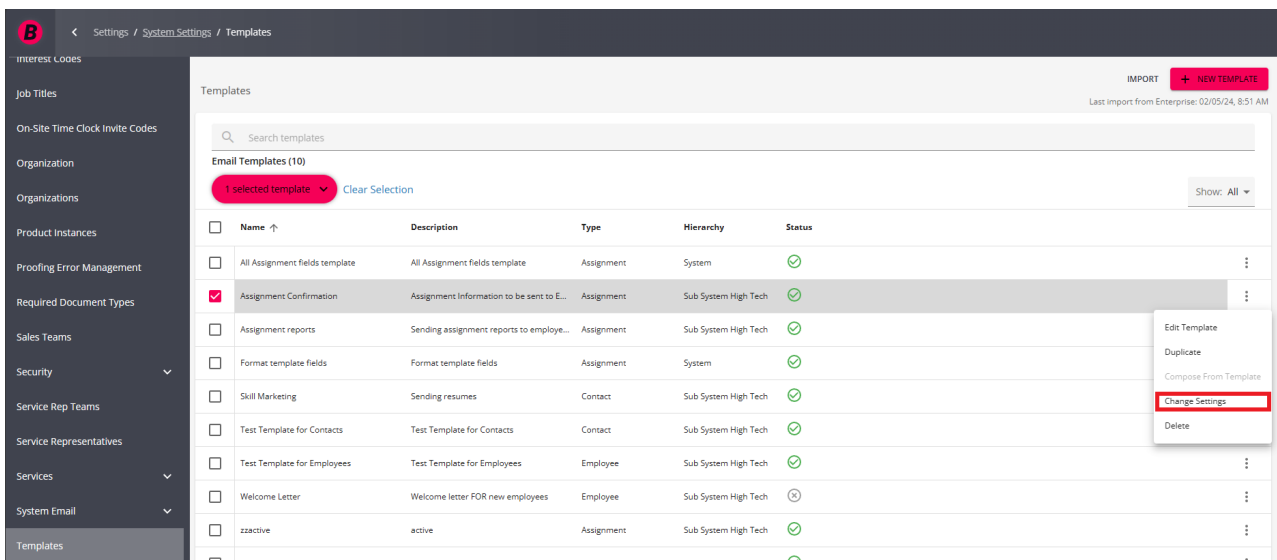 B
Settings / System Settings / Templates
Interest Codes
Job Titles
On-Site Time Clock Invite Codes
Organization
Organizations
Product Instances
Proofing Error Management
Required Document Types
Sales Teams
Security
Service Rep Teams
Service Representatives
Services
System Email
Templates
Templates
IMPORT + NEW TEMPLATE
Last import from Enterprise: 02/05/24, 8:51 AM
Search templates
Email Templates (10)
1 selected template Clear Selection
Show: All
Name Description Type Hierarchy Status
All Assignment fields template All Assignment fields template Assignment System
Assignment Confirmation Assignment Information to be sent to E... Assignment Sub System High Tech
Assignment reports Sending assignment reports to employe... Assignment Sub System High Tech
Format template fields Format template fields Assignment System
Skill Marketing Sending resumes Contact Sub System High Tech
Test Template for Contacts Test Template for Contacts Contact Sub System High Tech
Test Template for Employees Test Template for Employees Employee Sub System High Tech
Welcome Letter Welcome letter FOR new employees Employee Sub System High Tech
zzactive active Assignment Sub System High Tech
Edit Template
Duplicate
Compose From Template
Change Settings
Delete